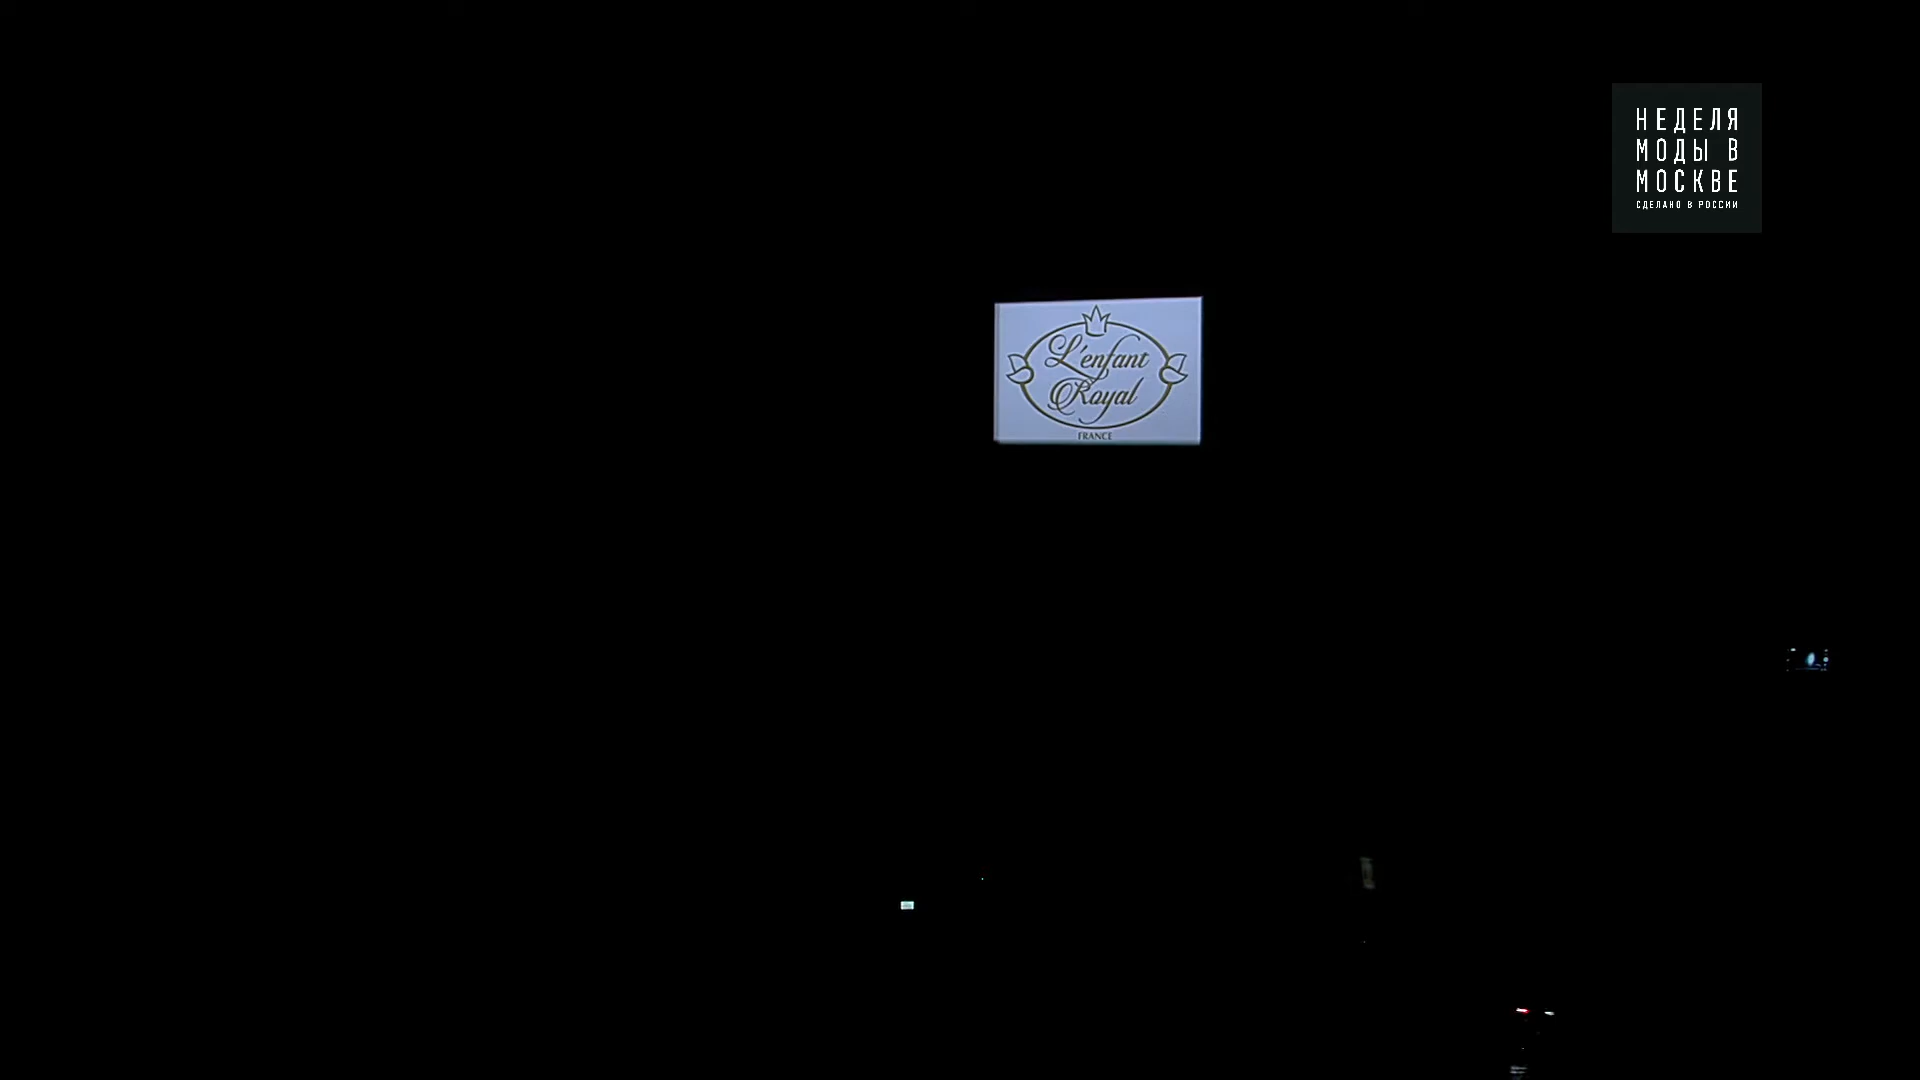 НЕДЕЛЯ
МОДЫ В
МОСКВЕ
СДЕЛАНО В РОССИИ
L'enfant
Royal
FRANCE